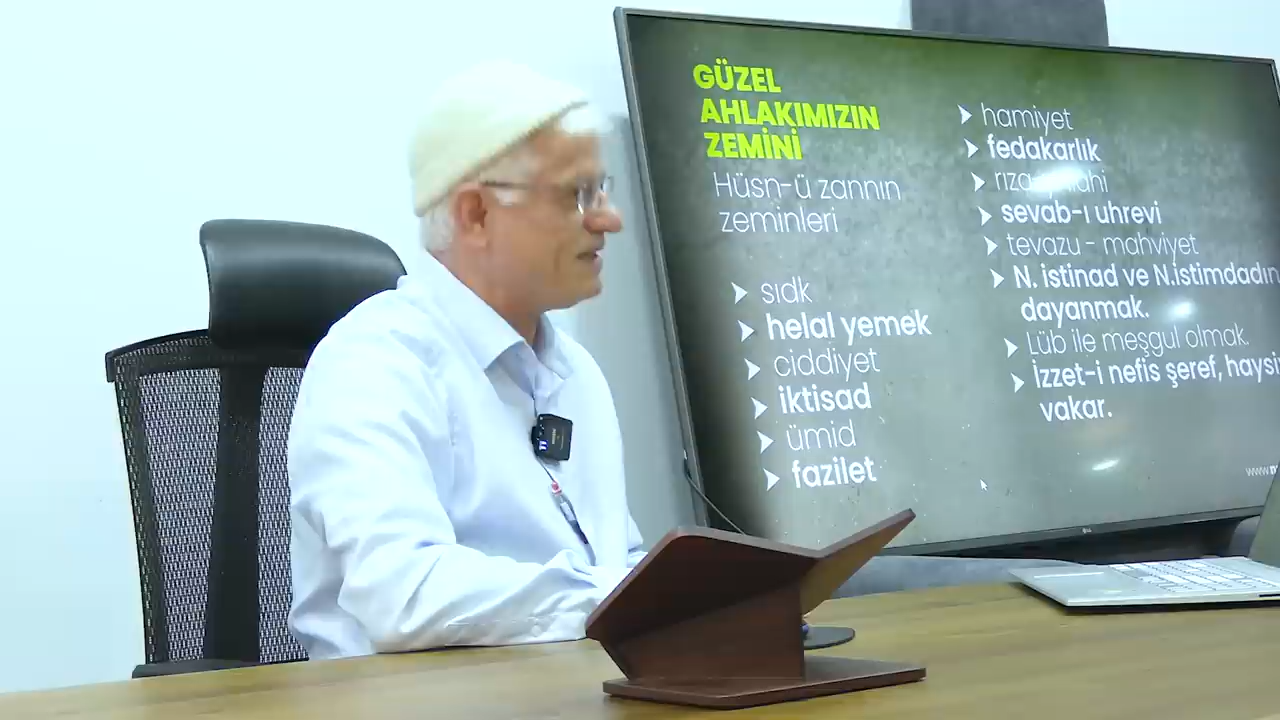 GÜZEL
AHLAKIMIZIN
ZEMİNİ
Hüsn-ü zannın
zeminleri
sıdk
helal yemek
ciddiyet
iktisad
ümid
fazilet
hamiyet
fedakarlık
sevab-ı uhrevi
tevazu - mahviyet
N. istinad ve N.istimdadın
dayanmak.
Lüb ile meşgul olmak.
İzzet-i nefis şeref, haysi
vakar.
www